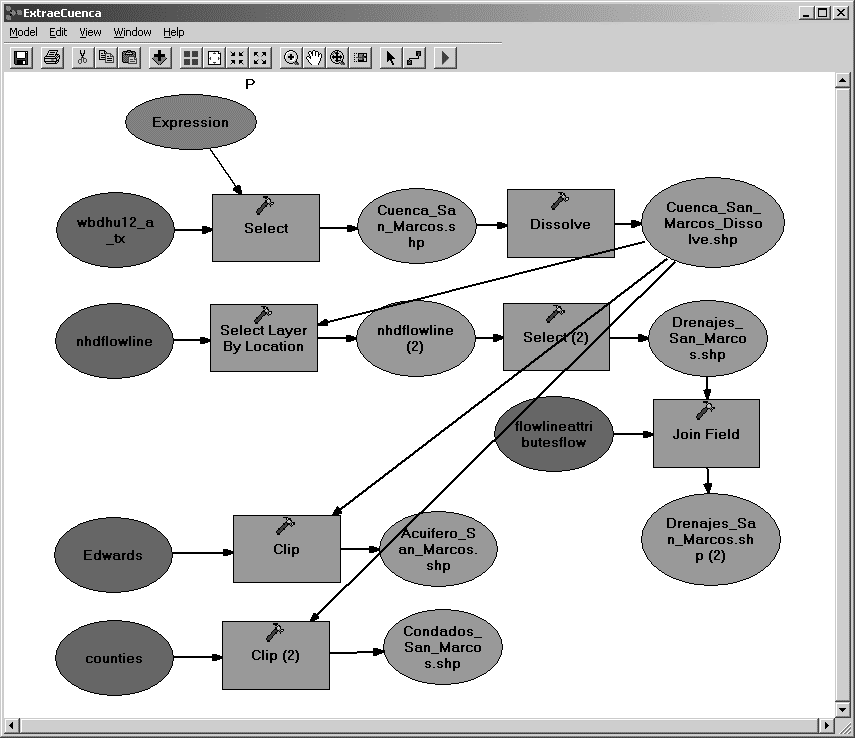 ExtraeCuenca
Model Edit View Window Help
P
Expression
wbdhu12_a
_tx
Select
Cuenca_Sa
n_Marcos.s
hp
Dissolve
Cuenca_San_
Marcos_Disso
lve.shp
nhdflowline
Select Layer
By Location
nhdflowline
(2)
Select (2)
Drenajes_
San_Marco
s.shp
flowlineattri
butesflow
Join Field
Edwards
Clip
Acuifero_S
an_Marcos.
shp
Drenajes_Sa
n_Marcos.sh
p (2)
counties
Clip (2)
Condados_
San_Marco
s.shp